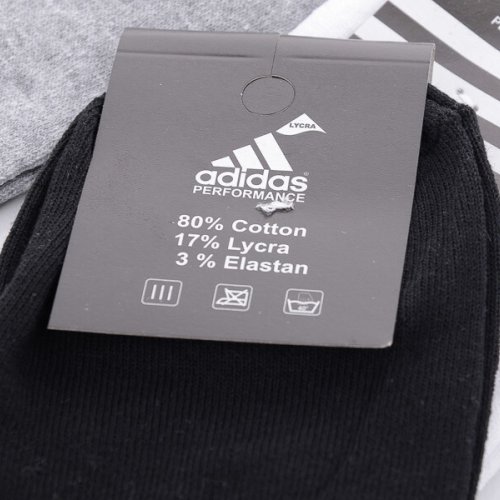 LYCRA
adidas
PERFORMANCE
80% Cotton
17% Lycra
3 % Elastan